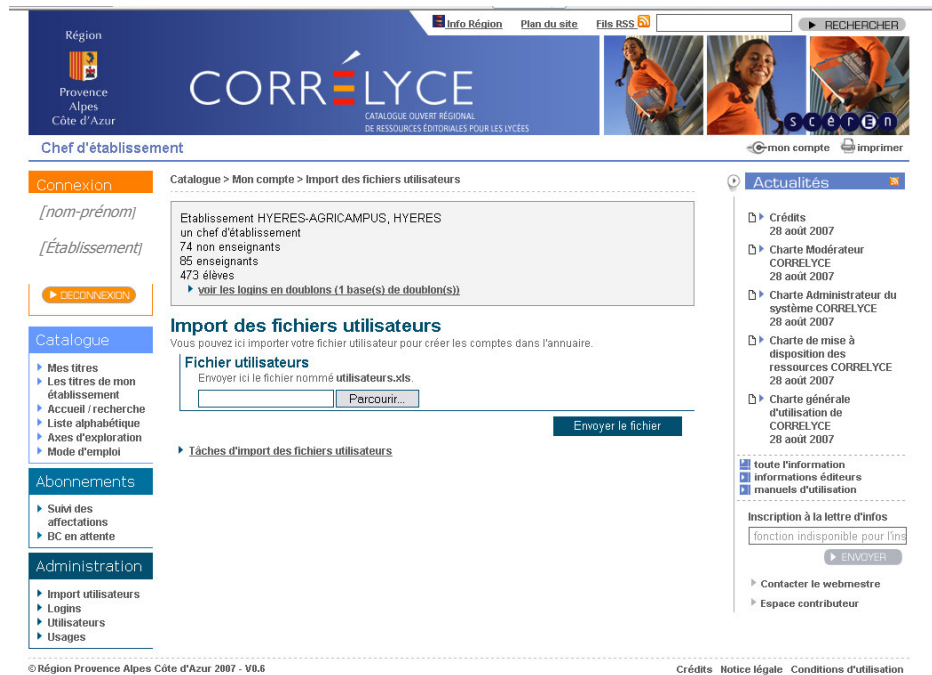 Région
Provence
Alpes
Côte d'Azur
CORRÉLYCE
CATALOGUE OUVERT RÉGIONAL
DE RESSOURCES ÉDITORIALES POUR LES LYCÉES
Info Région Plan du site Fils RSS
RECHERCHER
scérén
Chef d'établissement
mon compte imprimer
Connexion
[nom-prénom]
[Établissement]
DECONNEXION
Catalogue
Mes titres
Les titres de mon
établissement
Accueil / recherche
Liste alphabétique
Axes d'exploration
Mode d'emploi
Abonnements
Suivi des
affectations
BC en attente
Administration
Import utilisateurs
Logins
Utilisateurs
Usages
Catalogue > Mon compte > Import des fichiers utilisateurs
Etablissement HYERES-AGRICAMPUS, HYERES
un chef d'établissement
74 non enseignants
85 enseignants
473 élèves
voir les logins en doublons (1 base(s) de doublon(s))
Import des fichiers utilisateurs
Vous pouvez ici importer votre fichier utilisateur pour créer les comptes dans l'annuaire.
Fichier utilisateurs
Envoyer ici le fichier nommé utilisateurs.xls.
Parcourir...
Envoyer le fichier
Tâches d'import des fichiers utilisateurs
Actualités
Crédits
28 août 2007
Charte Modérateur
CORRELYCE
28 août 2007
Charte Administrateur du
système CORRELYCE
28 août 2007
Charte de mise à
disposition des
ressources CORRELYCE
28 août 2007
Charte générale
d'utilisation de
CORRELYCE
28 août 2007
toute l'information
informations éditeurs
manuels d'utilisation
Inscription à la lettre d'infos
fonction indisponible pour l'ins
ENVOYER
Contacter le webmestre
Espace contributeur
© Région Provence Alpes Côte d'Azur 2007 - V0.6
Crédits Notice légale Conditions d'utilisation